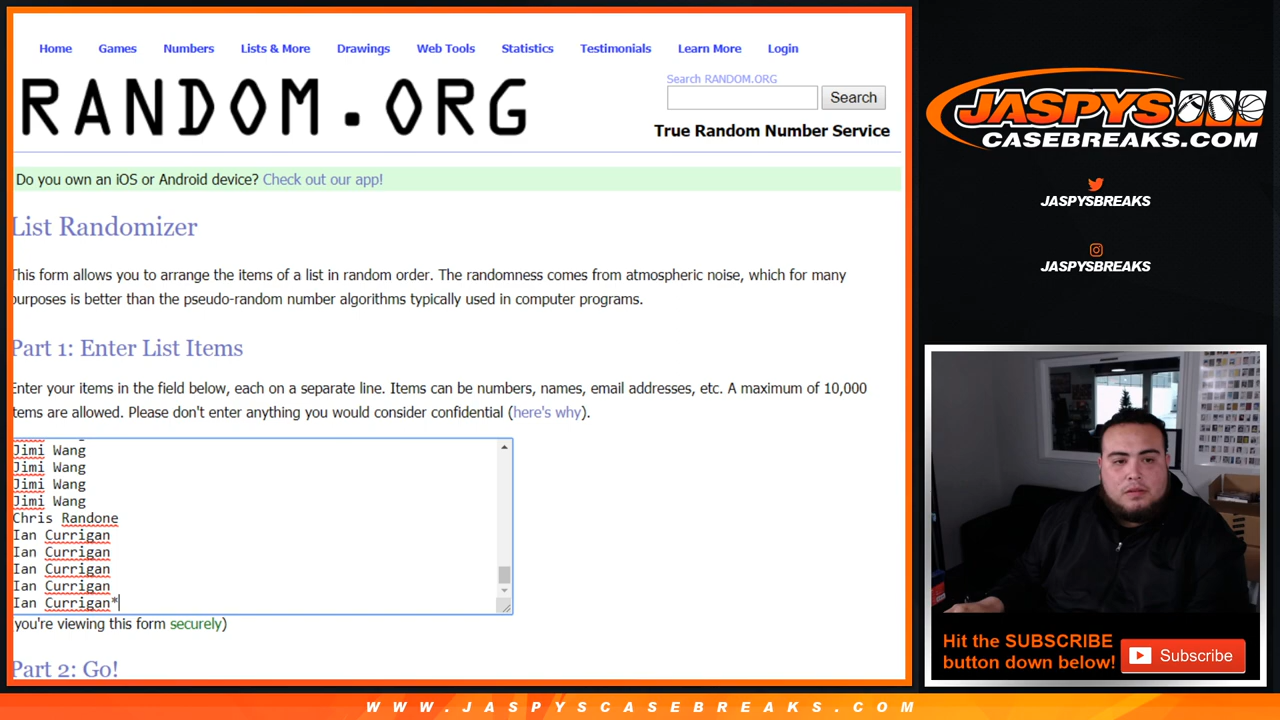 Home Games Numbers Lists & More Drawings Web Tools Statistics Testimonials Learn More Login
RANDOM.ORG
Search RANDOM.ORG
Search
True Random Number Service
Do you own an iOS or Android device? Check out our app!
List Randomizer
This form allows you to arrange the items of a list in random order. The randomness comes from atmospheric noise, which for many
purposes is better than the pseudo-random number algorithms typically used in computer programs.
Part 1: Enter List Items
Enter your items in the field below, each on a separate line. Items can be numbers, names, email addresses, etc. A maximum of 10,000
items are allowed. Please don't enter anything you would consider confidential (here's why).
Jimi Wang
Jimi Wang
Jimi Wang
Jimi Wang
Chris Randone
Ian Currigan
Ian Currigan
Ian Currigan
Ian Currigan
Ian Currigan*
you're viewing this form securely)
Part 2: Go!
JASPYS
CASEBREAKS.COM
JASPYSBREAKS
JASPYSBREAKS
Hit the SUBSCRIBE
button down below!
Subscribe
WWW.JASPYSCASEBREAKS.COM